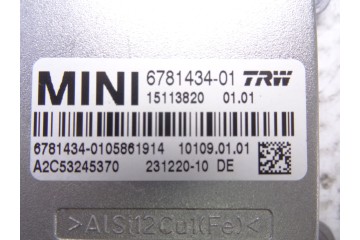 MINI 6781434-01 TRW
15113820 01.01
6781434-0105861914 10109.01.01
A2C53245370 231220-10 DE
>AlSi12Cu1(Fe)<